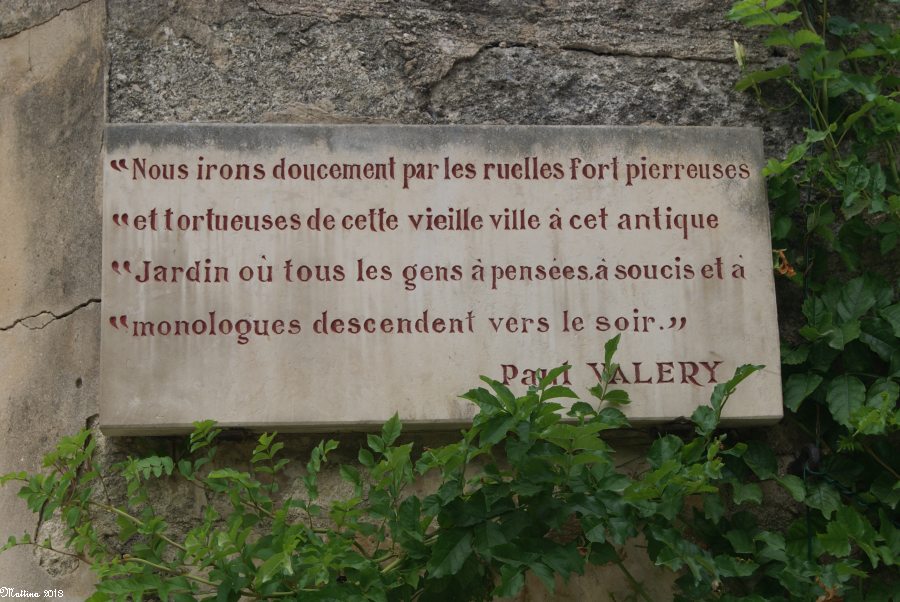 “Nous irons doucement par les ruelles fort pierreuses
“et tortueuses de cette vieille ville à cet antique
“Jardin où tous les gens à pensées, à soucis et à
“monologues descendent vers le soir.”
Paul VALERY
Mattina 2018